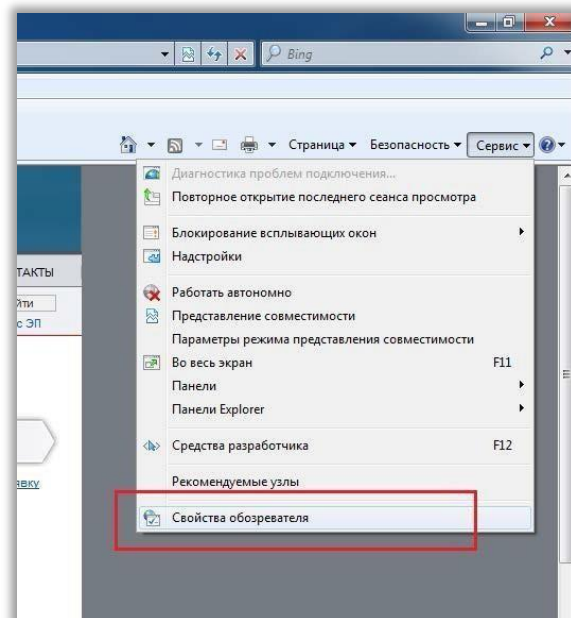 Bing
Страница Безопасность Сервис
Диагностика проблем подключения...
Повторное открытие последнего сеанса просмотра
Блокирование всплывающих окон
Надстройки
Работать автономно
Представление совместимости
Параметры режима представления совместимости
Во весь экран F11
Панели
Панели Explorer
Средства разработчика F12
Рекомендуемые узлы
Свойства обозревателя
ТАКТЫ
йти
с ЭП
явку